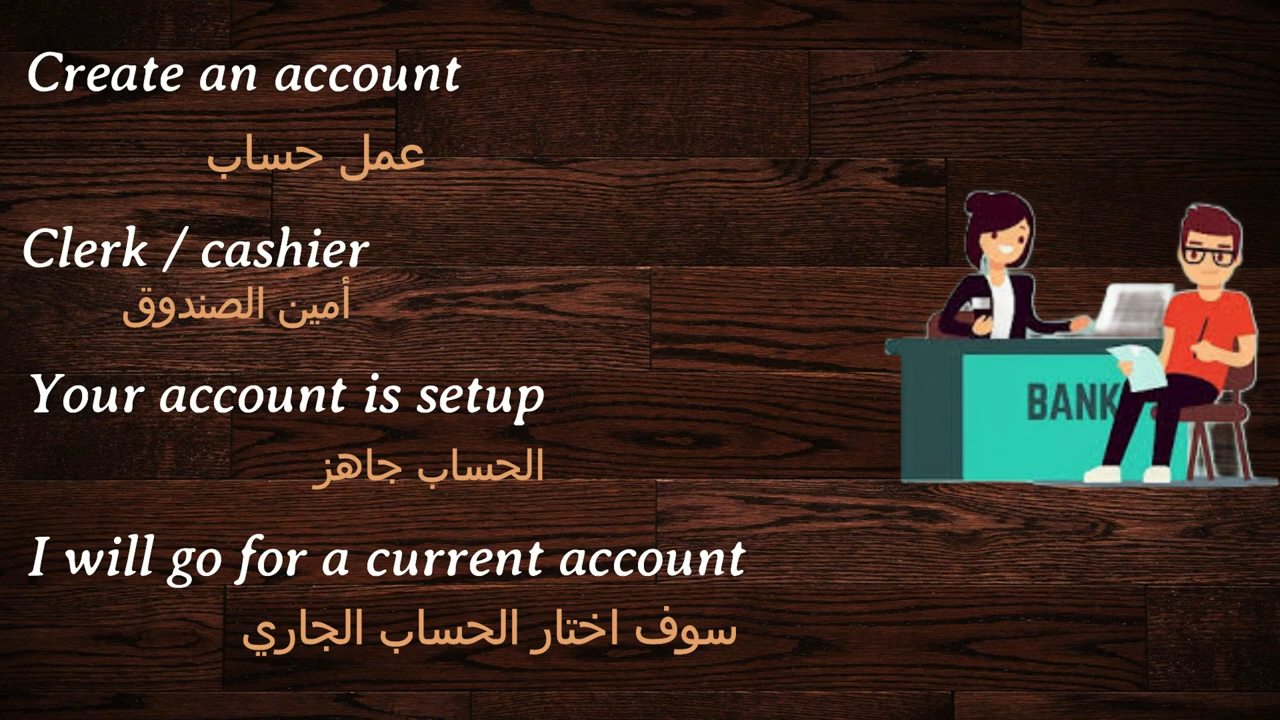 Create an account
عمل حساب
Clerk / cashier
أمين الصندوق
Your account is setup
الحساب جاهز
I will go for a current account
سوف اختار الحساب الجاري
BANK